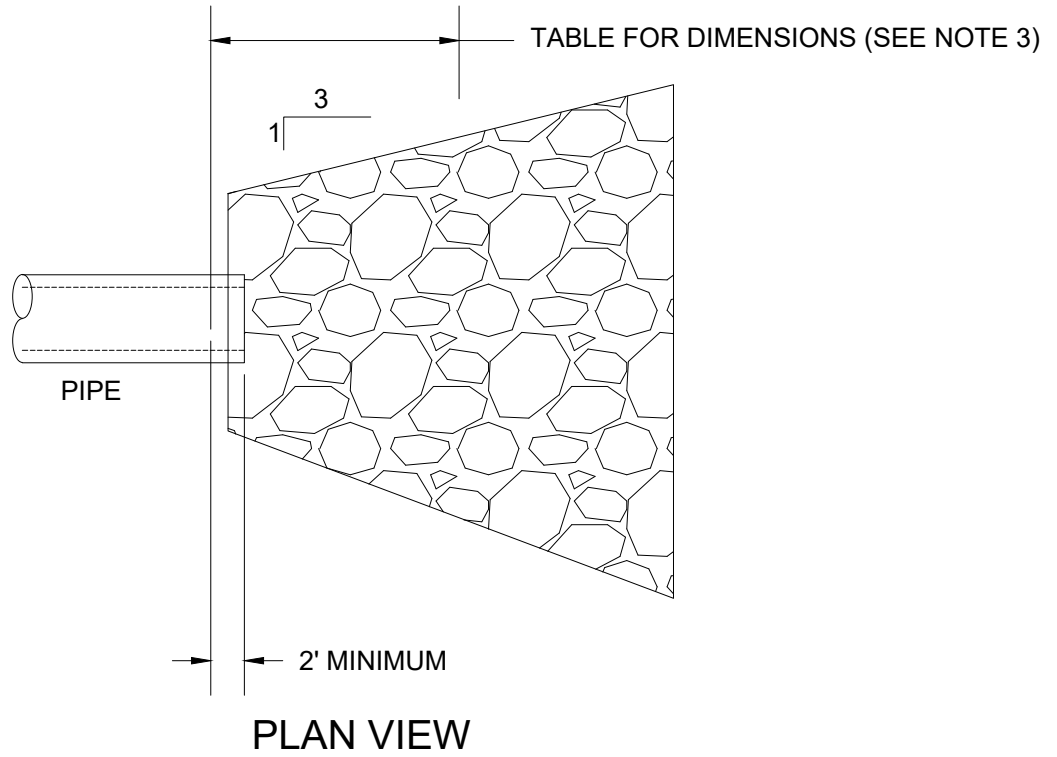 TABLE FOR DIMENSIONS (SEE NOTE 3)
3
1
PIPE
2' MINIMUM
PLAN VIEW